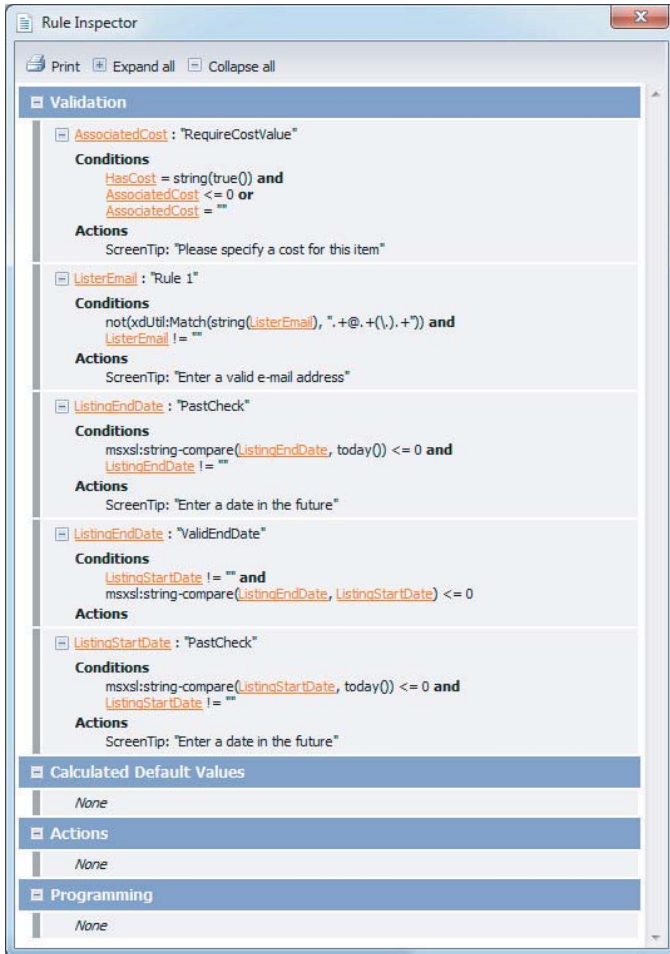 Rule Inspector
Print Expand all Collapse all
Validation
AssociatedCost : "RequireCostValue"
Conditions
HasCost = string(true()) and
AssociatedCost <= 0 or
AssociatedCost = ""
Actions
ScreenTip: "Please specify a cost for this item"
ListerEmail : "Rule 1"
Conditions
not(xdUtil:Match(string(ListerEmail), ".+@.+(\.).+")) and
ListerEmail != ""
Actions
ScreenTip: "Enter a valid e-mail address"
ListingEndDate : "PastCheck"
Conditions
msxsl:string-compare(ListingEndDate, today()) <= 0 and
ListingEndDate != ""
Actions
ScreenTip: "Enter a date in the future"
ListingEndDate : "ValidEndDate"
Conditions
ListingStartDate != "" and
msxsl:string-compare(ListingEndDate, ListingStartDate) <= 0
Actions
ListingStartDate : "PastCheck"
Conditions
msxsl:string-compare(ListingStartDate, today()) <= 0 and
ListingStartDate != ""
Actions
ScreenTip: "Enter a date in the future"
Calculated Default Values
None
Actions
None
Programming
None